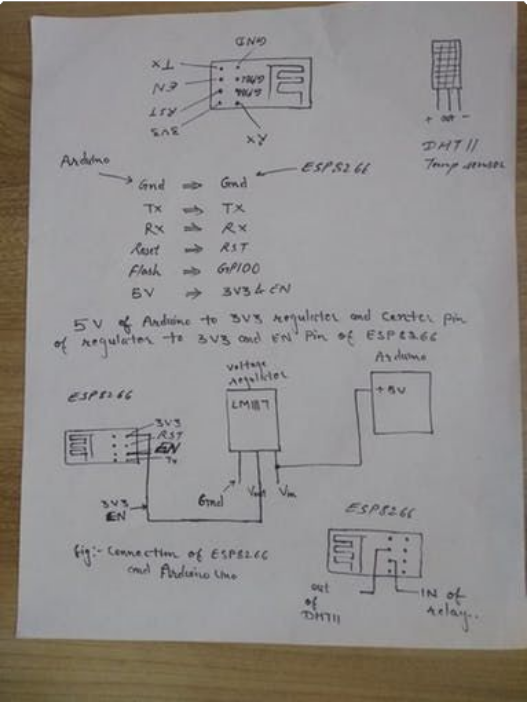 GND
Tx
EN
RST
3V3
GPIO2
GPIO0
Rx
+ out -
DHT11
Temp sensor
Arduino
ESP8266
Gnd ⇒ Gnd
Tx ⇒ TX
Rx ⇒ RX
Reset ⇒ RST
Flash ⇒ GPIO0
5V ⇒ 3V3 & EN
5V of Arduino to 3V3 regulator and Center pin
of regulator to 3V3 and EN Pin of ESP8266
voltage
regulator
Arduino
ESP8266
LM1117
+5V
3V3
RST
EN
Tx
Gnd
Vout
Vin
3V3
EN
ESP8266
fig:- Connection of ESP8266
and Arduino Uno
out
of
DHT11
IN of
relay..